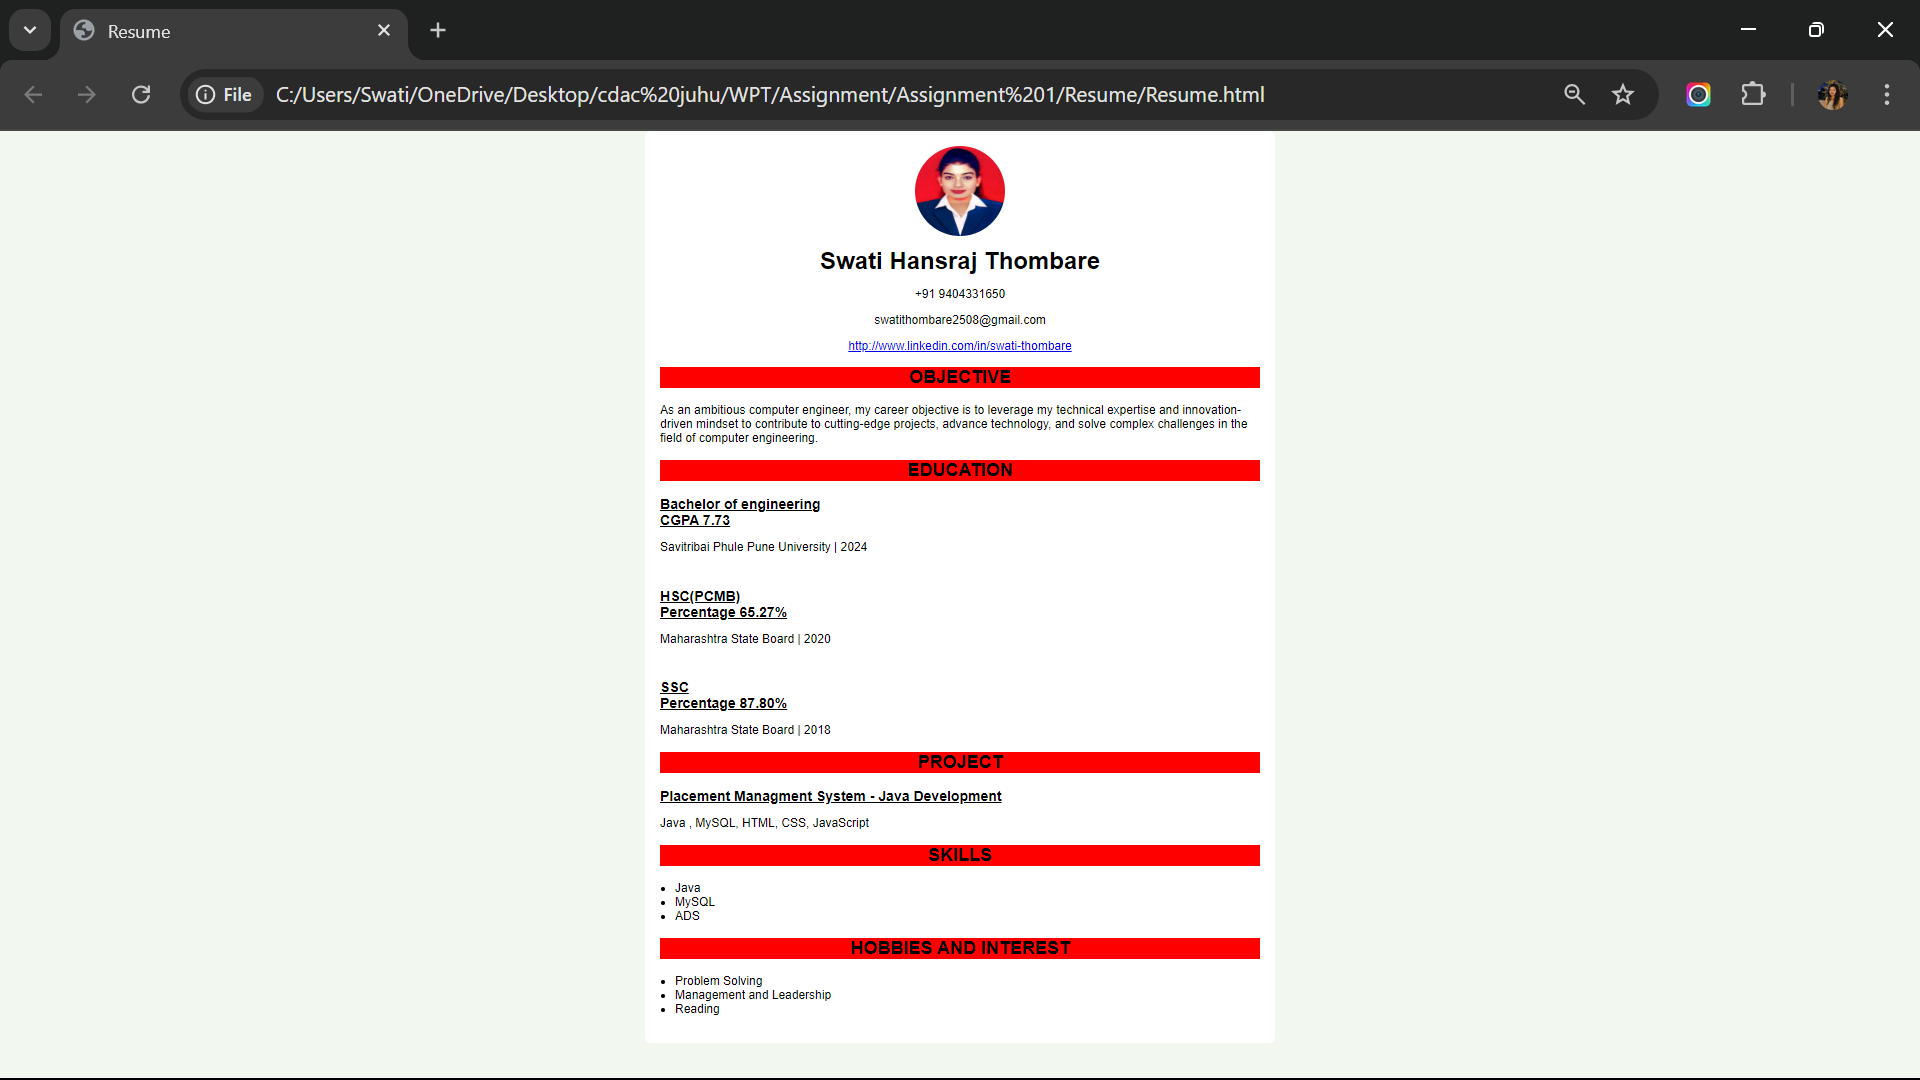 Resume
File
C:/Users/Swati/OneDrive/Desktop/cdac%20juhu/WPT/Assignment/Assignment%201/Resume/Resume.html
Swati Hansraj Thombare
+91 9404331650
swatithombare2508@gmail.com
http://www.linkedin.com/in/swati-thombare
OBJECTIVE
As an ambitious computer engineer, my career objective is to leverage my technical expertise and innovation-
driven mindset to contribute to cutting-edge projects, advance technology, and solve complex challenges in the
field of computer engineering.
EDUCATION
Bachelor of engineering
CGPA 7.73
Savitribai Phule Pune University | 2024
HSC(PCMB)
Percentage 65.27%
Maharashtra State Board | 2020
SSC
Percentage 87.80%
Maharashtra State Board | 2018
PROJECT
Placement Managment System - Java Development
Java , MySQL, HTML, CSS, JavaScript
SKILLS
• Java
• MySQL
• ADS
HOBBIES AND INTEREST
• Problem Solving
• Management and Leadership
• Reading